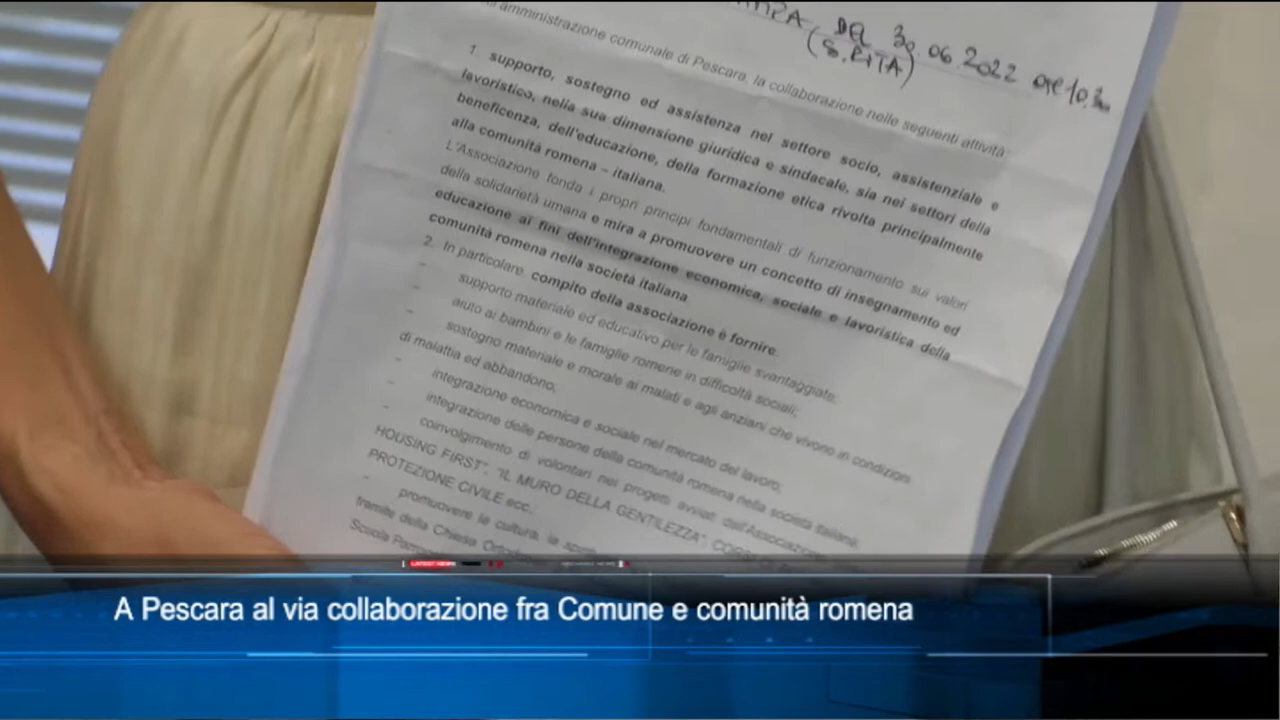 DEL 30 06 2022 ore 10.30
(S. RITA)
amministrazione comunale di Pescara, la collaborazione nelle seguenti attività:
1. supporto, sostegno ed assistenza nel settore socio, assistenziale e
lavoristico, nella sua dimensione giuridica e sindacale, sia nei settori della
beneficenza, dell'educazione, della formazione etica rivolta principalmente
alla comunità romena – italiana.
L'Associazione fonda i propri principi fondamentali di funzionamento sui valori
della solidarietà umana e mira a promuovere un concetto di insegnamento ed
educazione ai fini dell'integrazione economica, sociale e lavoristica della
comunità romena nella società italiana
2. In particolare, compito della associazione è fornire:
- supporto materiale ed educativo per le famiglie svantaggiate;
- aiuto ai bambini e le famiglie romene in difficoltà sociali;
- sostegno materiale e morale ai malati e agli anziani che vivono in condizioni
di malattia ed abbandono;
- integrazione economica e sociale nel mercato del lavoro;
- integrazione delle persone della comunità romena nella società italiana;
- coinvolgimento di volontari nei progetti avviati dall'Associazione
HOUSING FIRST", "IL MURO DELLA GENTILEZZA",
PROTEZIONE CIVILE ecc.
- promuovere la cultura, la
tramite della Chiesa
Scuola
LATEST NEWS
A Pescara al via collaborazione fra Comune e comunità romena